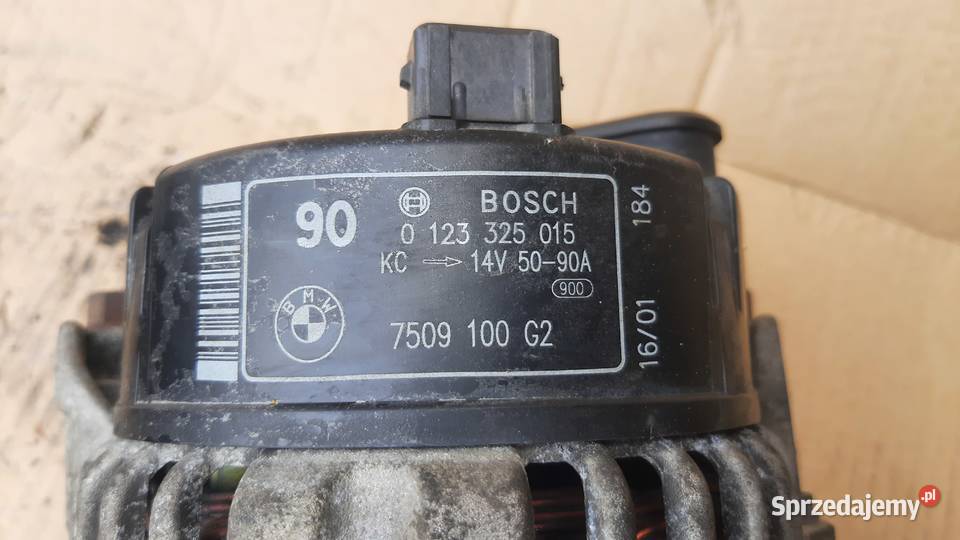 90
BOSCH
0 123 325 015
KC → 14V 50-90A
900
BMW
7509 100 G2
184
16/01
Sprzedajemy.pl